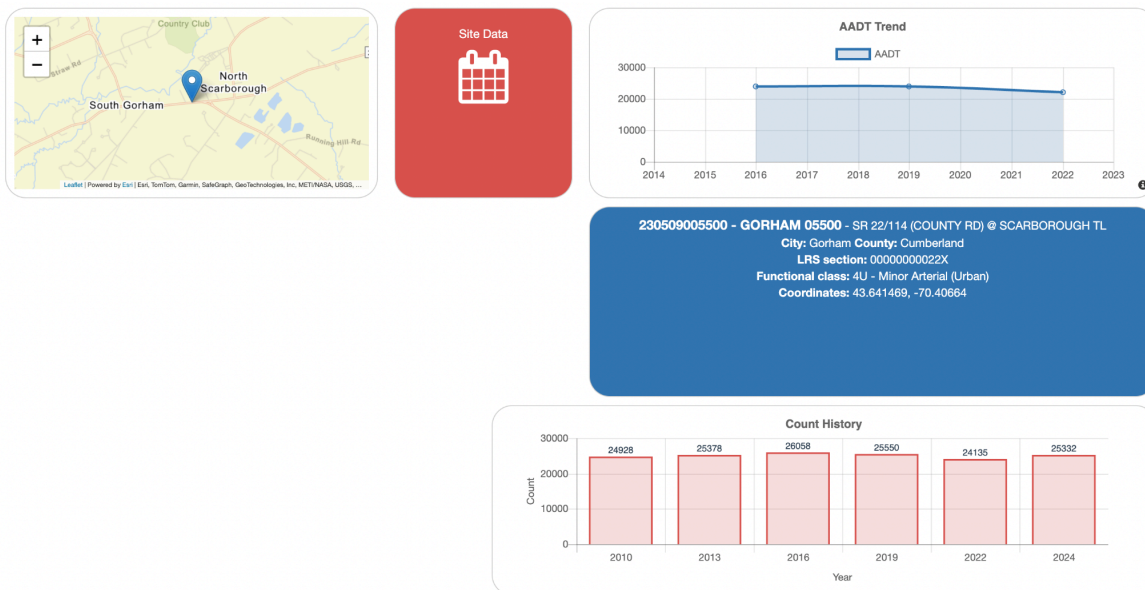 +
−
Country Club
Straw Rd
North
Scarborough
South Gorham
Running Hill Rd
Leaflet | Powered by Esri | Esri, TomTom, Garmin, SafeGraph, GeoTechnologies, Inc, METI/NASA, USGS, ...
Site Data
AADT Trend
AADT
30000
20000
10000
0
2014 2015 2016 2017 2018 2019 2020 2021 2022 2023
230509005500 - GORHAM 05500 - SR 22/114 (COUNTY RD) @ SCARBOROUGH TL
City: Gorham County: Cumberland
LRS section: 00000000022X
Functional class: 4U - Minor Arterial (Urban)
Coordinates: 43.641469, -70.40664
Count History
30000
20000
10000
0
Count
24928 25378 26058 25550 24135 25332
2010 2013 2016 2019 2022 2024
Year